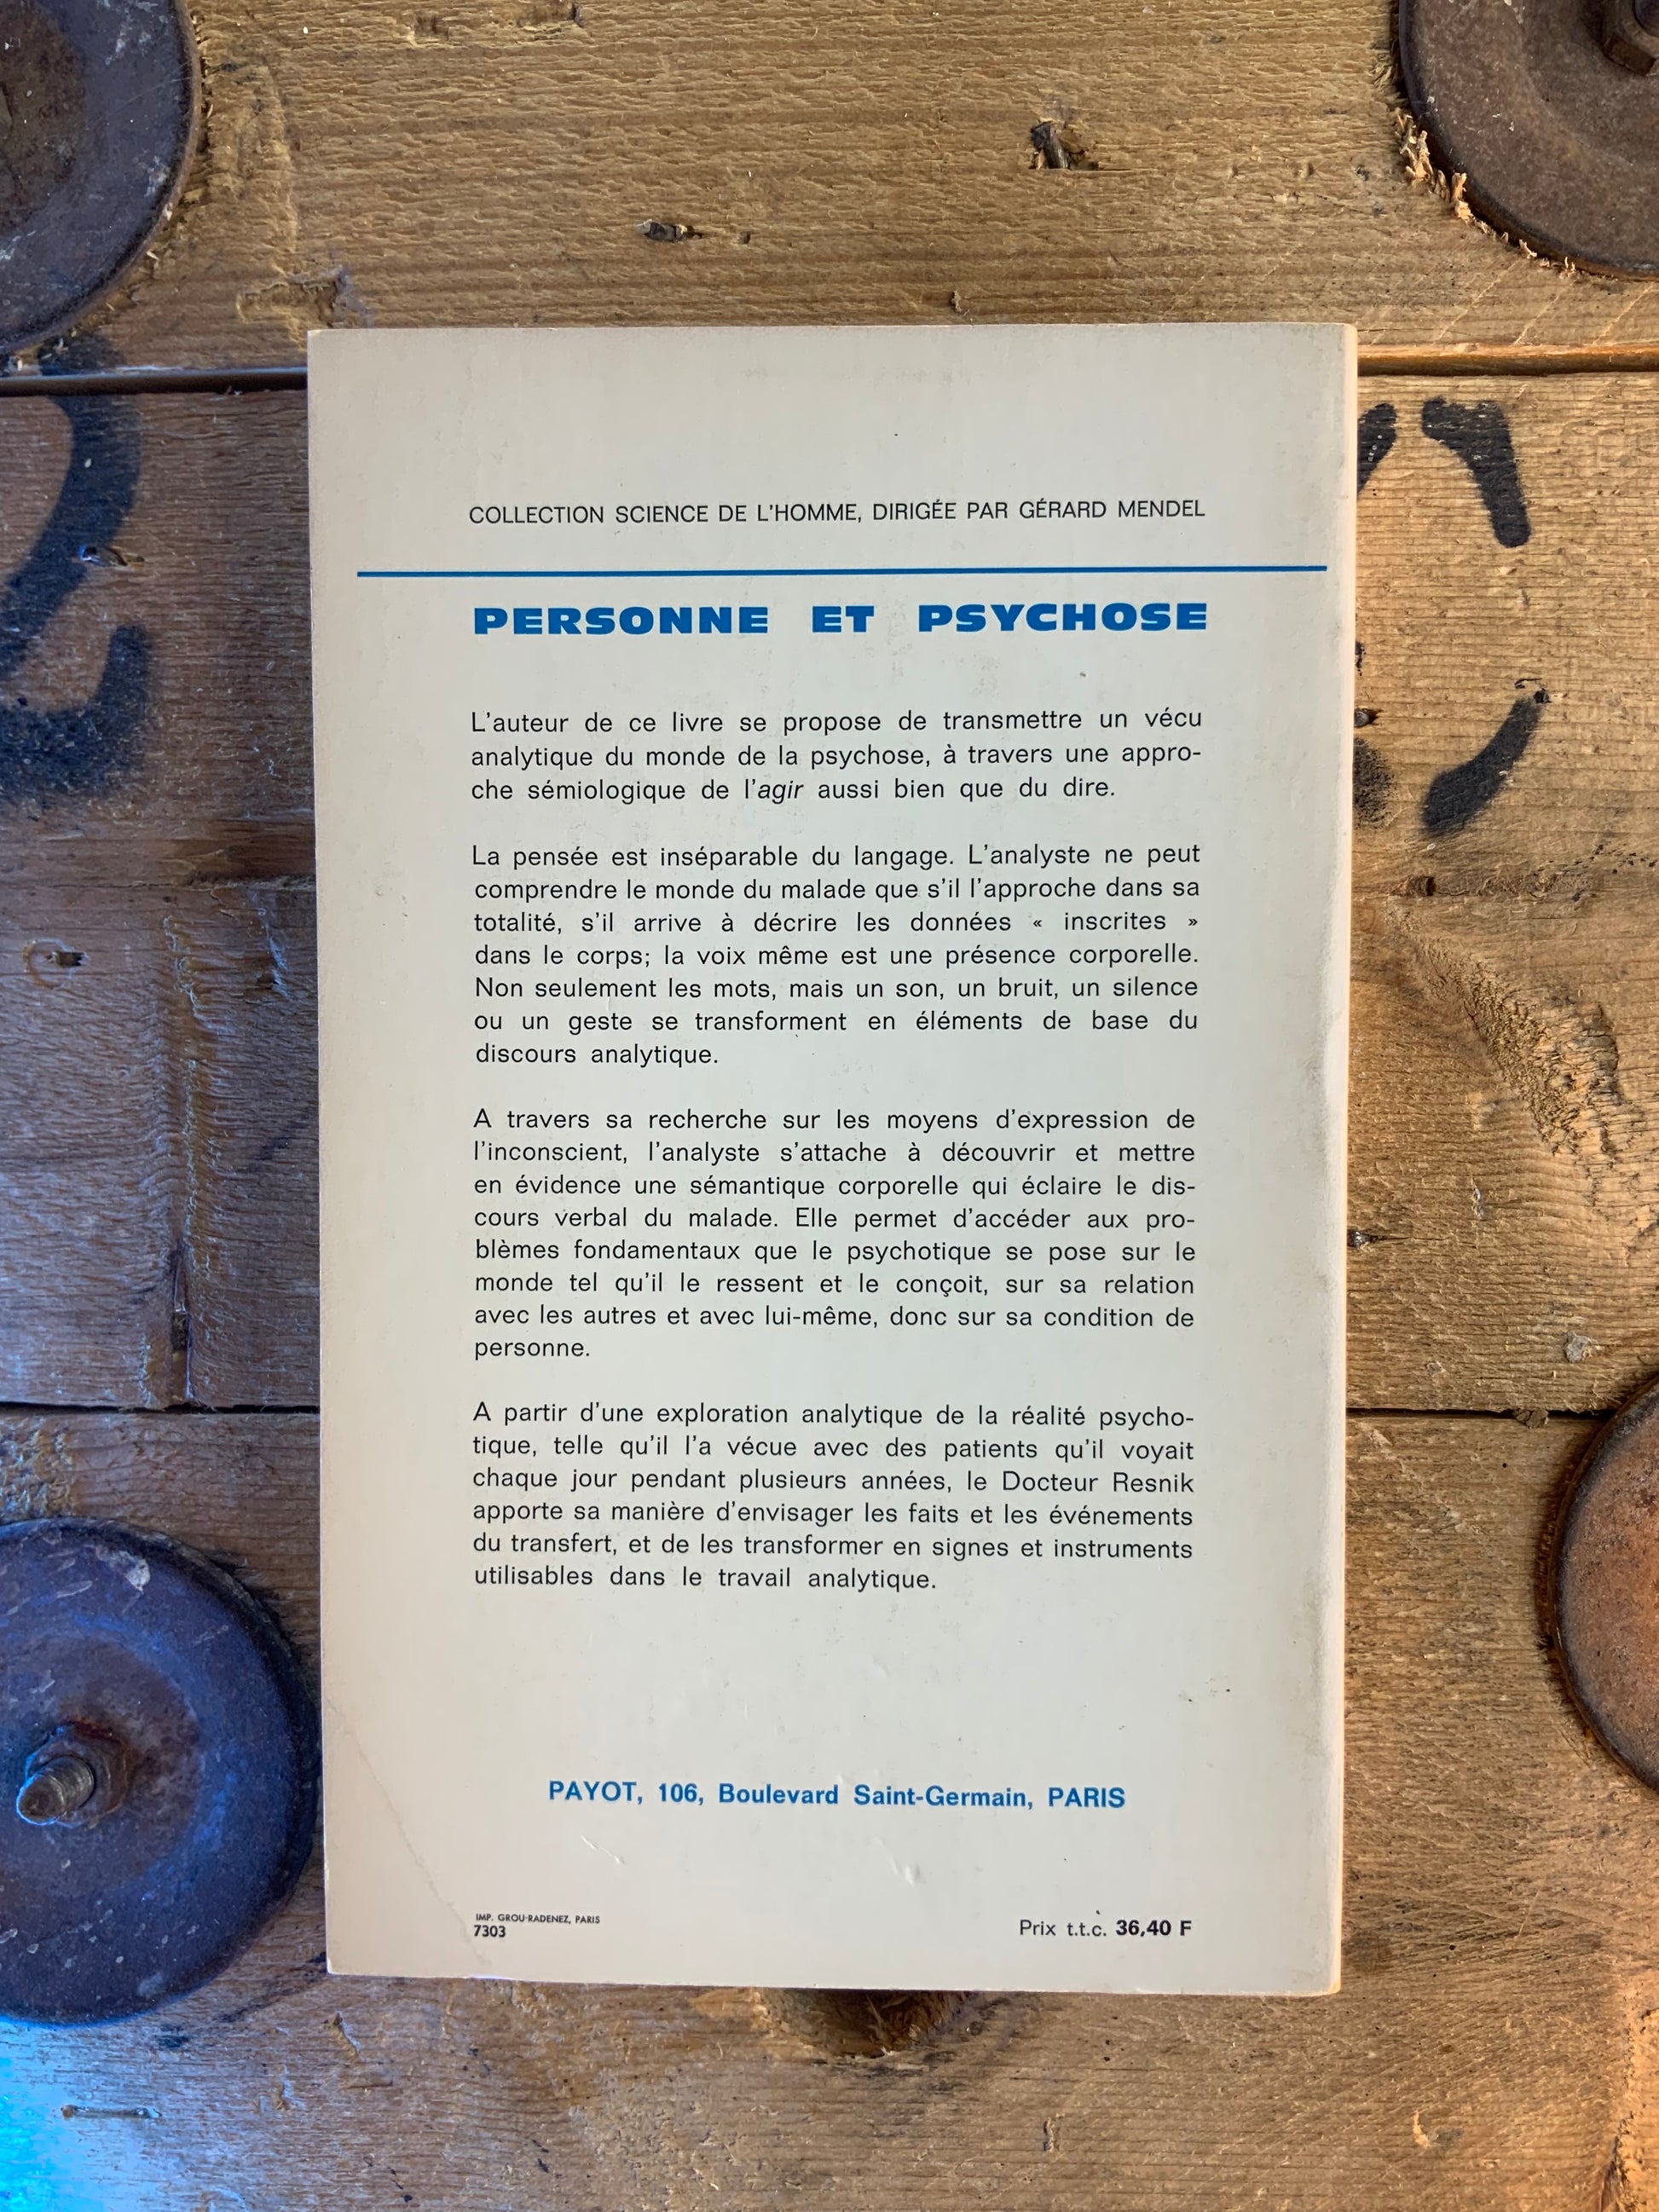 COLLECTION SCIENCE DE L'HOMME, DIRIGÉE PAR GÉRARD MENDEL
PERSONNE ET PSYCHOSE
L'auteur de ce livre se propose de transmettre un vécu
analytique du monde de la psychose, à travers une appro-
che sémiologique de l'agir aussi bien que du dire.
La pensée est inséparable du langage. L'analyste ne peut
comprendre le monde du malade que s'il l'approche dans sa
totalité, s'il arrive à décrire les données « inscrites »
dans le corps; la voix même est une présence corporelle.
Non seulement les mots, mais un son, un bruit, un silence
ou un geste se transforment en éléments de base du
discours analytique.
A travers sa recherche sur les moyens d'expression de
l'inconscient, l'analyste s'attache à découvrir et mettre
en évidence une sémantique corporelle qui éclaire le dis-
cours verbal du malade. Elle permet d'accéder aux pro-
blèmes fondamentaux que le psychotique se pose sur le
monde tel qu'il le ressent et le conçoit, sur sa relation
avec les autres et avec lui-même, donc sur sa condition de
personne.
A partir d'une exploration analytique de la réalité psycho-
tique, telle qu'il l'a vécue avec des patients qu'il voyait
chaque jour pendant plusieurs années, le Docteur Resnik
apporte sa manière d'envisager les faits et les événements
du transfert, et de les transformer en signes et instruments
utilisables dans le travail analytique.
PAYOT, 106, Boulevard Saint-Germain, PARIS
IMP. GROU-RADENEZ, PARIS
7303
Prix t.t.c. 36,40 F